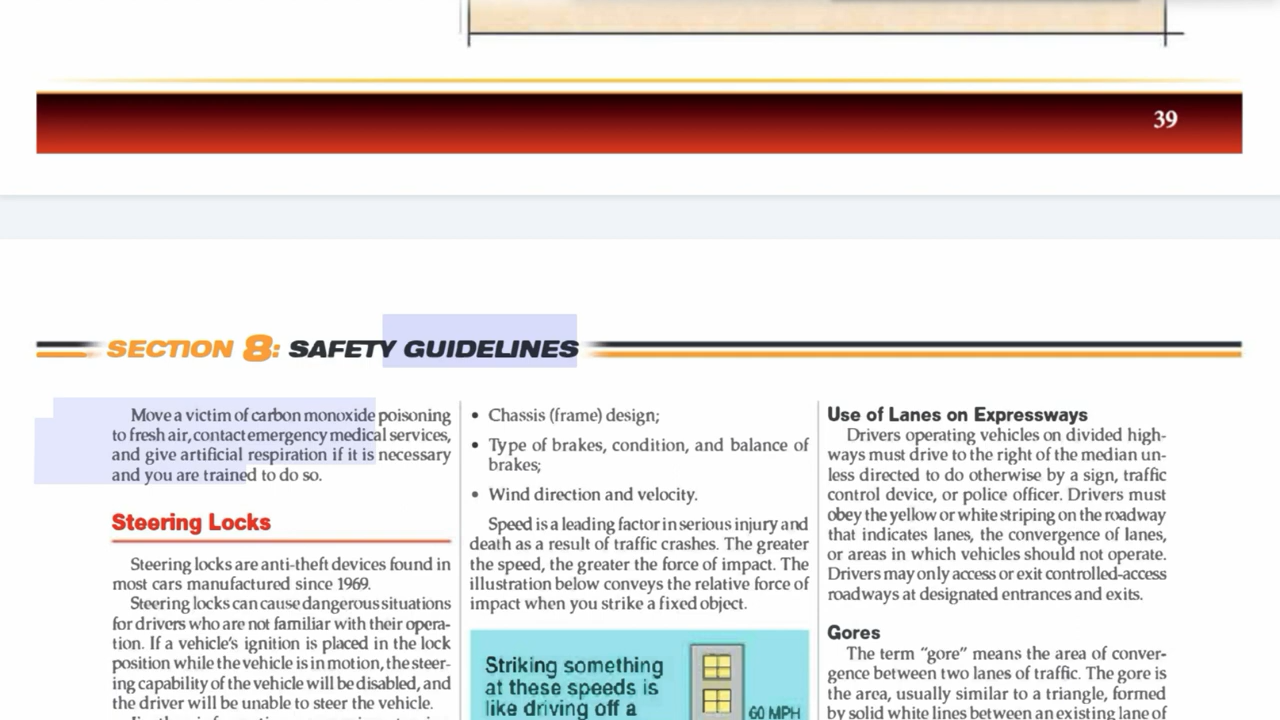 39
SECTION 8: SAFETY GUIDELINES
Move a victim of carbon monoxide poisoning
to fresh air, contact emergency medical services,
and give artificial respiration if it is necessary
and you are trained to do so.
Steering Locks
Steering locks are anti-theft devices found in
most cars manufactured since 1969.
Steering locks can cause dangerous situations
for drivers who are not familiar with their opera-
tion. If a vehicle's ignition is placed in the lock
position while the vehicle is in motion, the steer-
ing capability of the vehicle will be disabled, and
the driver will be unable to steer the vehicle.
• Chassis (frame) design;
• Type of brakes, condition, and balance of
brakes;
• Wind direction and velocity.
Speed is a leading factor in serious injury and
death as a result of traffic crashes. The greater
the speed, the greater the force of impact. The
illustration below conveys the relative force of
impact when you strike a fixed object.
Striking something
at these speeds is
like driving off a
60 MPH
Use of Lanes on Expressways
Drivers operating vehicles on divided high-
ways must drive to the right of the median un-
less directed to do otherwise by a sign, traffic
control device, or police officer. Drivers must
obey the yellow or white striping on the roadway
that indicates lanes, the convergence of lanes,
or areas in which vehicles should not operate.
Drivers may only access or exit controlled-access
roadways at designated entrances and exits.
Gores
The term "gore" means the area of conver-
gence between two lanes of traffic. The gore is
the area, usually similar to a triangle, formed
by solid white lines between an existing lane of